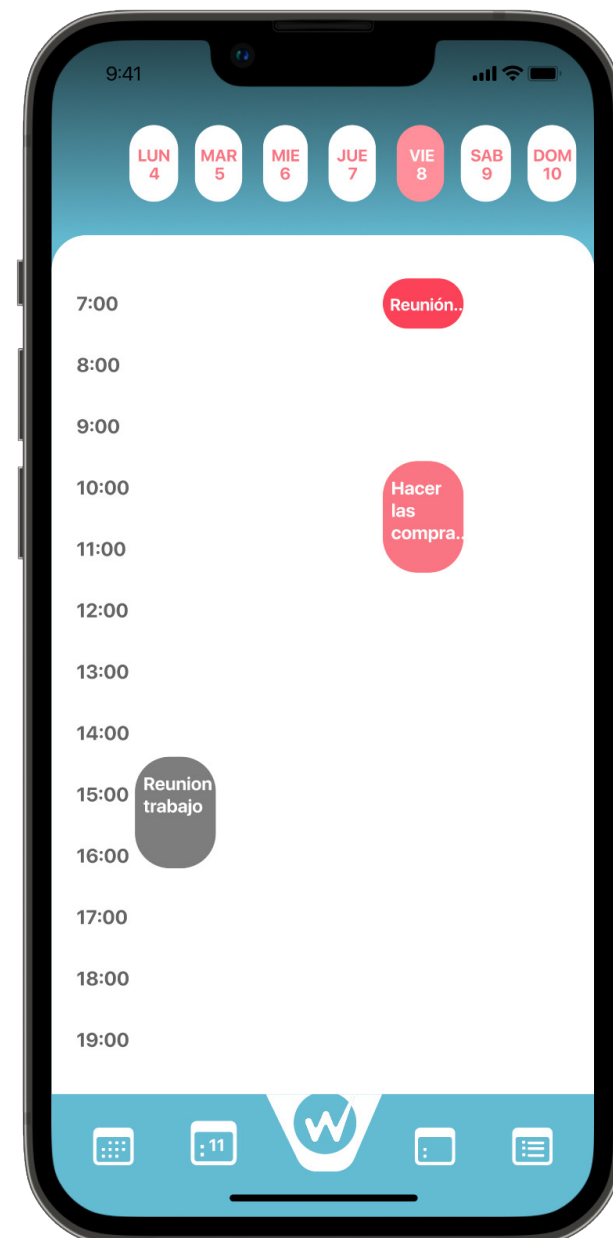 9:41
LUN
4
MAR
5
MIE
6
JUE
7
VIE
8
SAB
9
DOM
10
7:00
Reunión..
8:00
9:00
10:00
Hacer
las
compra..
11:00
12:00
13:00
14:00
15:00
Reunion
trabajo
16:00
17:00
18:00
19:00
: 11
W